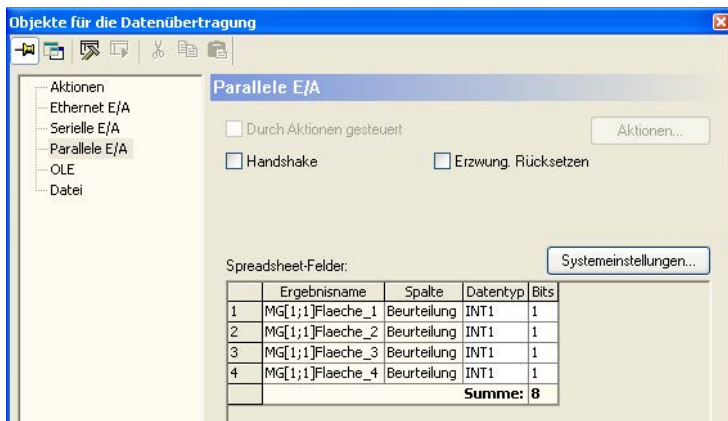 Objekte für die Datenübertragung
Aktionen
Ethernet E/A
Serielle E/A
Parallele E/A
OLE
Datei
Parallele E/A
Durch Aktionen gesteuert
Aktionen...
Handshake
Erzwung. Rücksetzen
Systemeinstellungen...
Spreadsheet-Felder:
Ergebnisname Spalte Datentyp Bits
1 MG[1;1]Flaeche_1 Beurteilung INT1 1
2 MG[1;1]Flaeche_2 Beurteilung INT1 1
3 MG[1;1]Flaeche_3 Beurteilung INT1 1
4 MG[1;1]Flaeche_4 Beurteilung INT1 1
Summe: 8